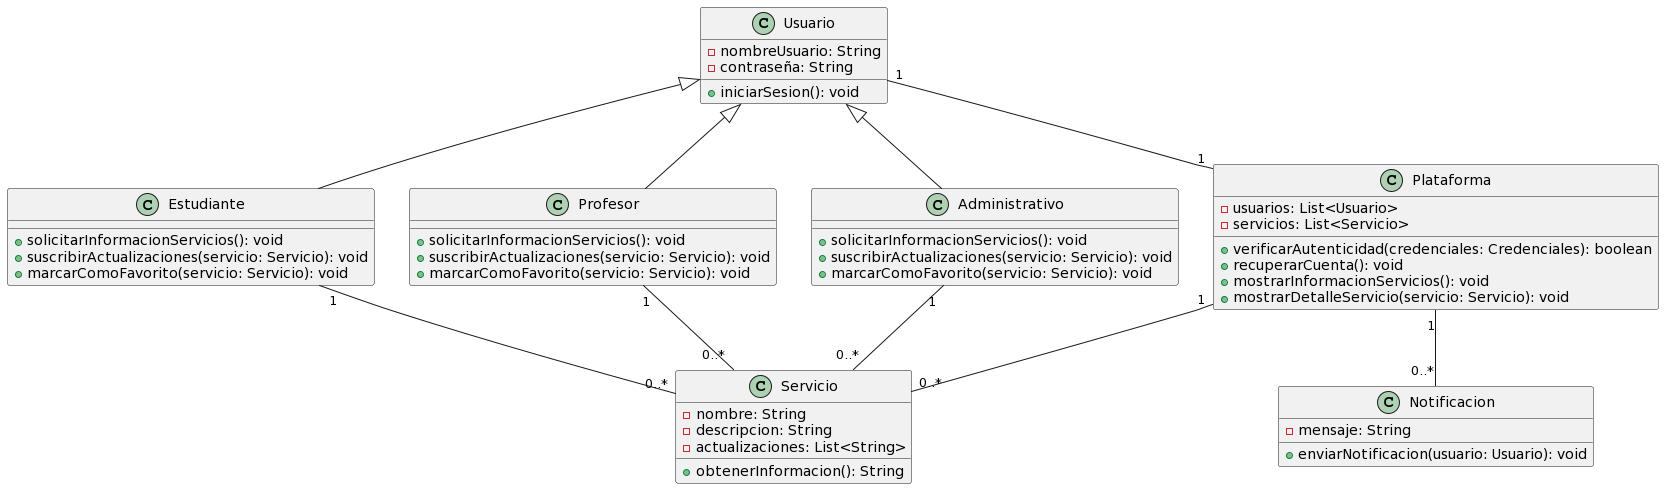 C Usuario
nombreUsuario: String
contraseña: String
iniciarSesion(): void
1
1
C Estudiante
solicitarInformacionServicios(): void
suscribirActualizaciones(servicio: Servicio): void
marcarComoFavorito(servicio: Servicio): void
C Profesor
solicitarInformacionServicios(): void
suscribirActualizaciones(servicio: Servicio): void
marcarComoFavorito(servicio: Servicio): void
C Administrativo
solicitarInformacionServicios(): void
suscribirActualizaciones(servicio: Servicio): void
marcarComoFavorito(servicio: Servicio): void
C Plataforma
usuarios: List<Usuario>
servicios: List<Servicio>
verificarAutenticidad(credenciales: Credenciales): boolean
recuperarCuenta(): void
mostrarInformacionServicios(): void
mostrarDetalleServicio(servicio: Servicio): void
1
1
1
1
1
0..*
0..*
0..*
0..*
0..*
C Servicio
nombre: String
descripcion: String
actualizaciones: List<String>
obtenerInformacion(): String
C Notificacion
mensaje: String
enviarNotificacion(usuario: Usuario): void